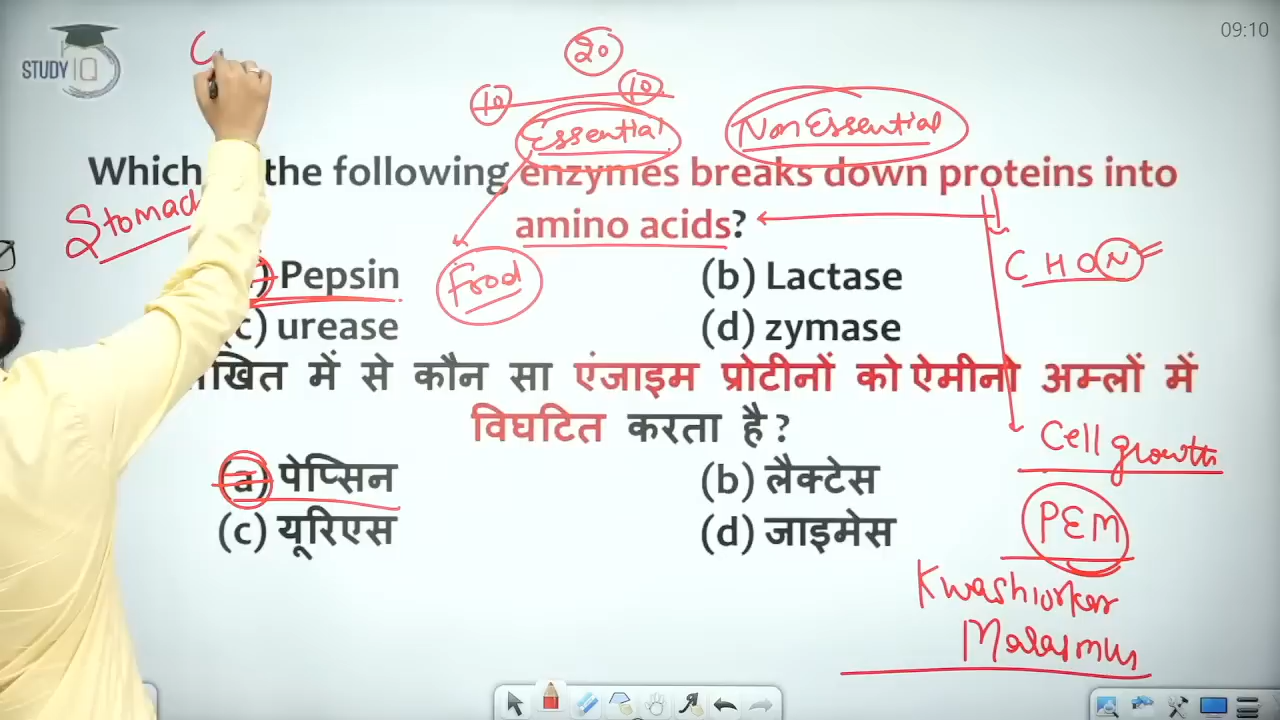 STUDY IQ
09:10
20
10 10
Essential Non Essential
Which the following enzymes breaks down proteins into
Stomach
amino acids?
CHON
Pepsin
Food
(b) Lactase
(c) urease
(d) zymase
में से कौन सा एंजाइम प्रोटीनों को ऐमीनो अम्लों में
विघटित करता है?
Cell growth
(a) पेप्सिन
(b) लैक्टेस
(c) यूरिएस
(d) जाइमेस
PEM
Kwashiorkar
Marasmus